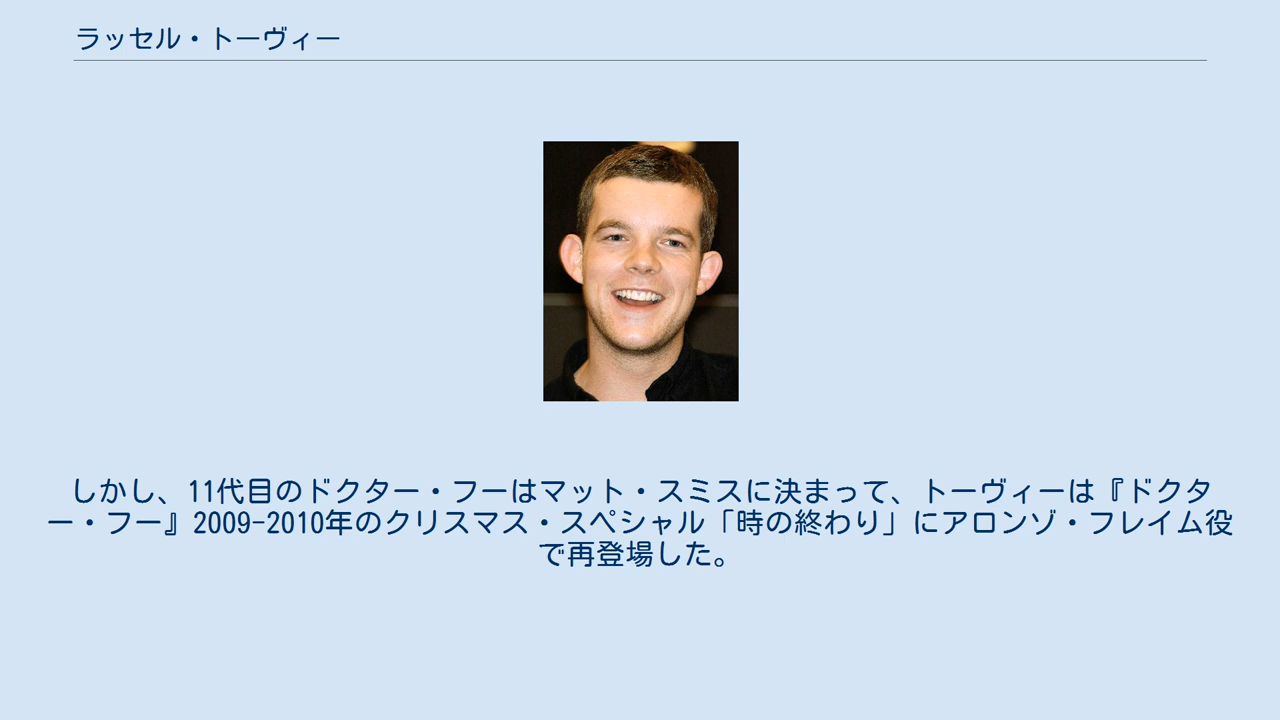 ラッセル・トーヴィー
しかし、11代目のドクター・フーはマット・スミスに決まって、トーヴィーは『ドクタ
ー・フー』2009-2010年のクリスマス・スペシャル「時の終わり」にアロンゾ・フレイム役
で再登場した。